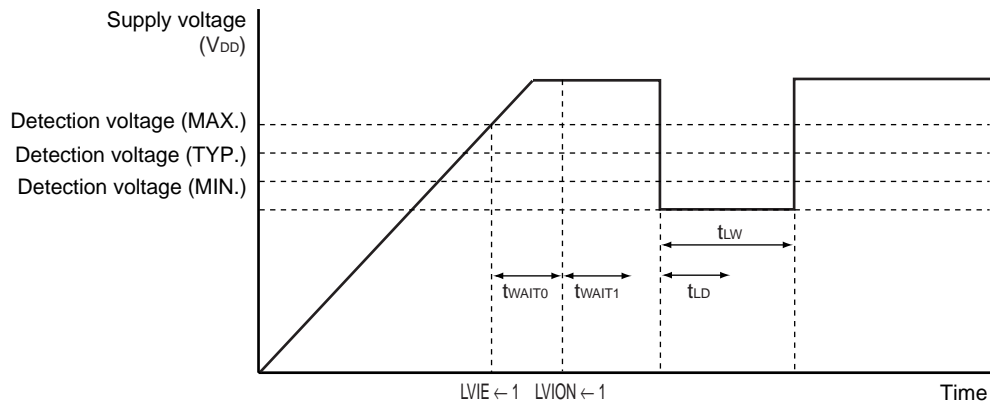 Supply voltage
(VDD)
Detection voltage (MAX.)
Detection voltage (TYP.)
Detection voltage (MIN.)
tLW
tWAIT0
tWAIT1
tLD
LVIE ← 1
LVION ← 1
Time